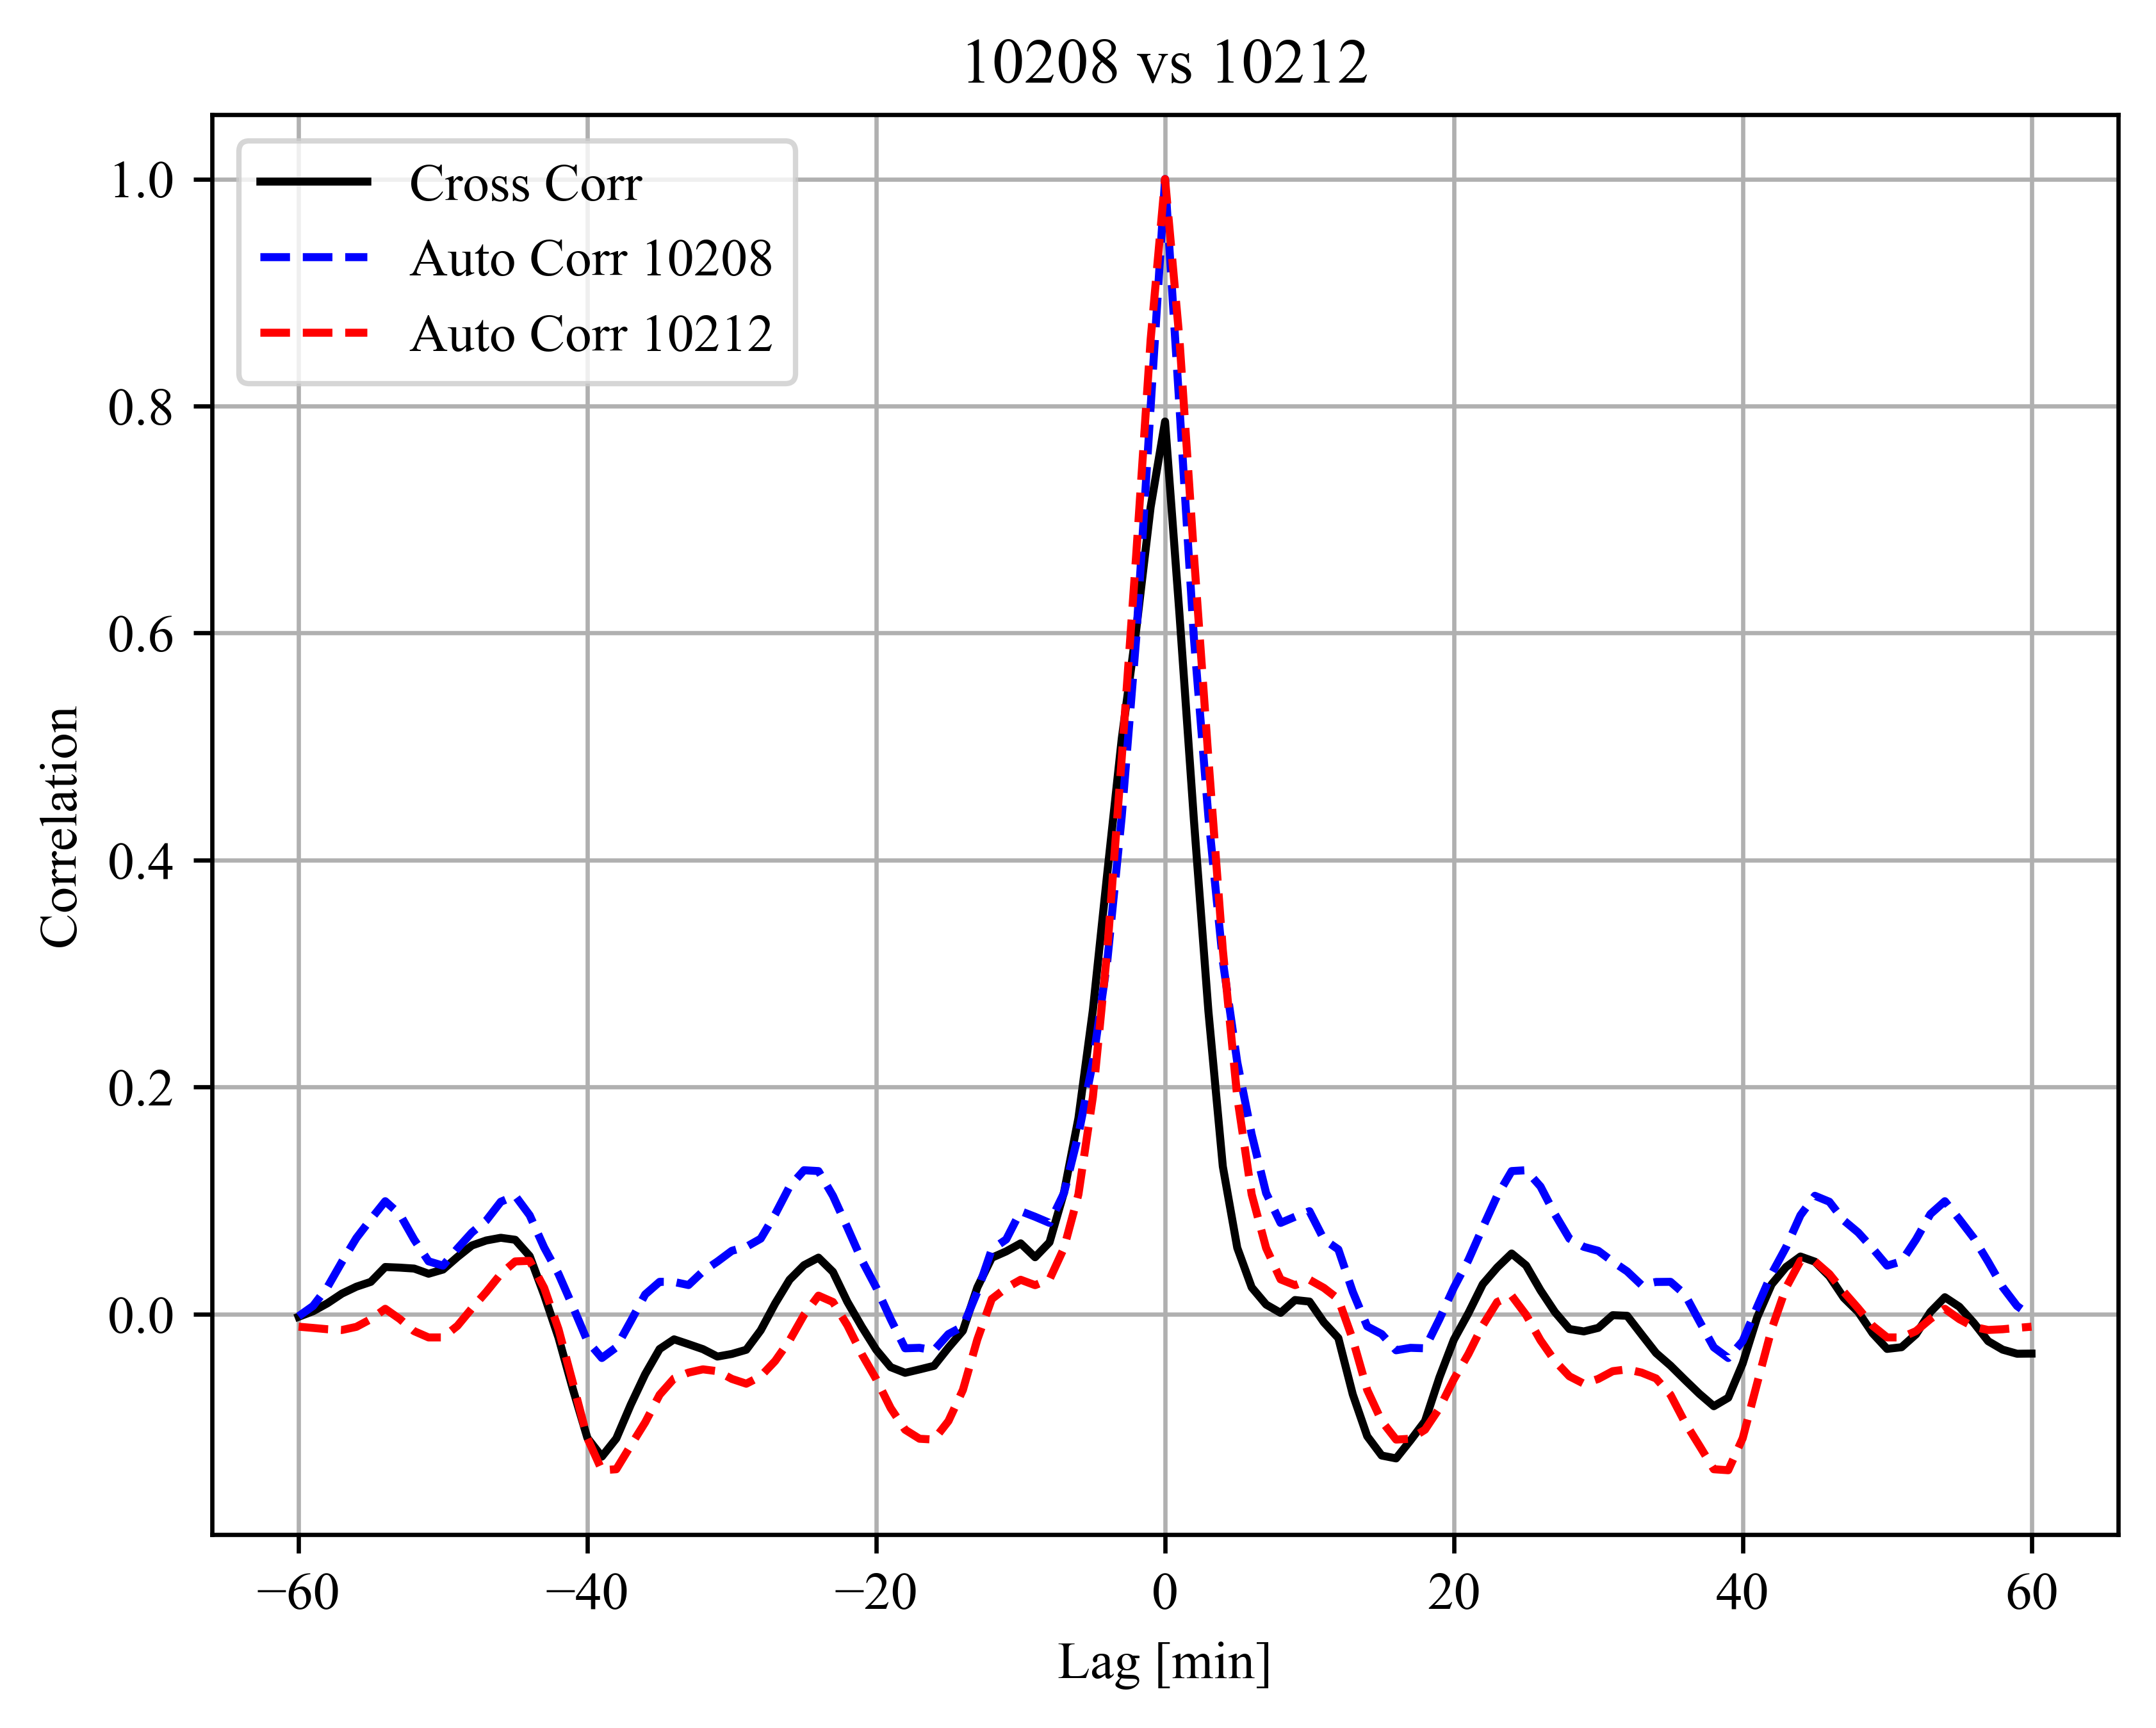 10208 vs 10212
Cross Corr
Auto Corr 10208
Auto Corr 10212
1.0
0.8
0.6
0.4
0.2
0.0
Correlation
−60 −40 −20 0 20 40 60
Lag [min]